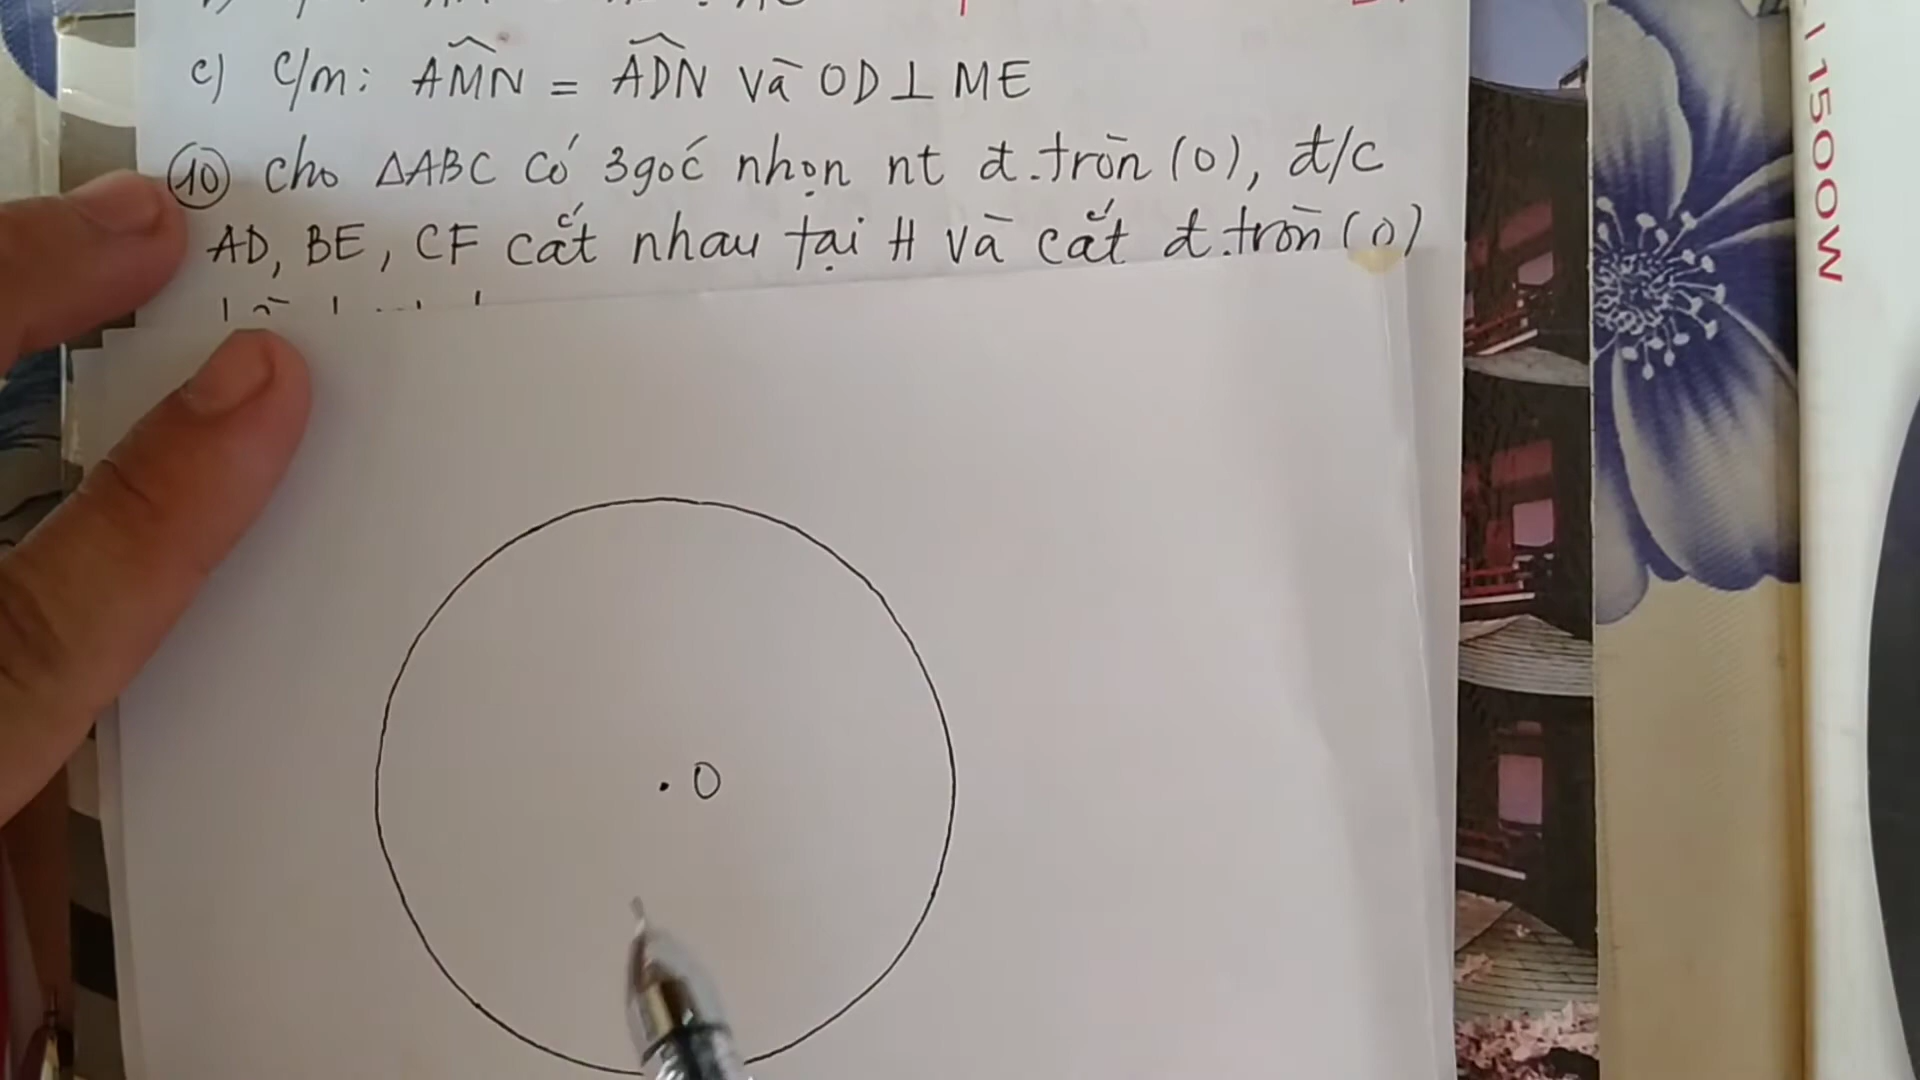 c) c/m: AMN = ADN và OD⊥ME
⑩ cho △ABC có 3 góc nhọn nt đ.tròn (O), đ/c
AD, BE, CF cắt nhau tại H và cắt đ.tròn (O)
. O
1500W